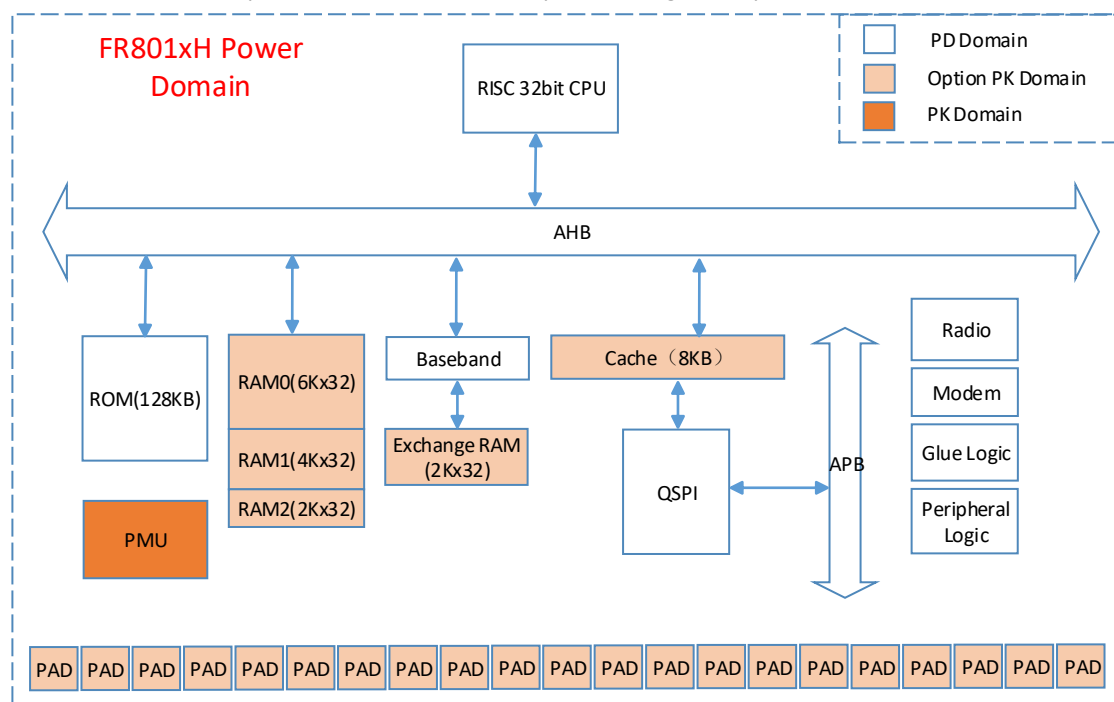 FR801xH Power
Domain
PD Domain
Option PK Domain
PK Domain
RISC 32bit CPU
AHB
ROM(128KB)
RAM0(6Kx32)
RAM1(4Kx32)
RAM2(2Kx32)
Baseband
Exchange RAM
(2Kx32)
Cache（8KB）
QSPI
APB
Radio
Modem
Glue Logic
Peripheral
Logic
PMU
PAD PAD PAD PAD PAD PAD PAD PAD PAD PAD PAD PAD PAD PAD PAD PAD PAD PAD PAD PAD PAD